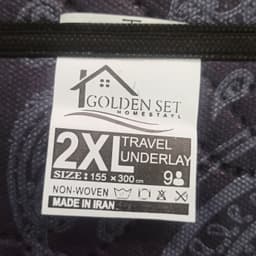 GOLDEN SET
HOMESTAYL
2XL TRAVEL UNDERLAY
SIZE: 155 × 300 cm 9
NON-WOVEN
MADE IN IRAN.